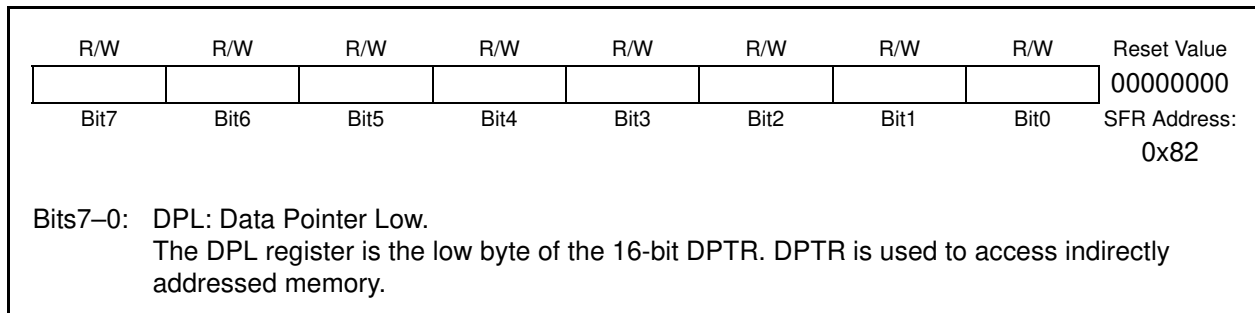 R/W R/W R/W R/W R/W R/W R/W R/W Reset Value
00000000
Bit7 Bit6 Bit5 Bit4 Bit3 Bit2 Bit1 Bit0 SFR Address:
0x82
Bits7–0: DPL: Data Pointer Low.
The DPL register is the low byte of the 16-bit DPTR. DPTR is used to access indirectly
addressed memory.